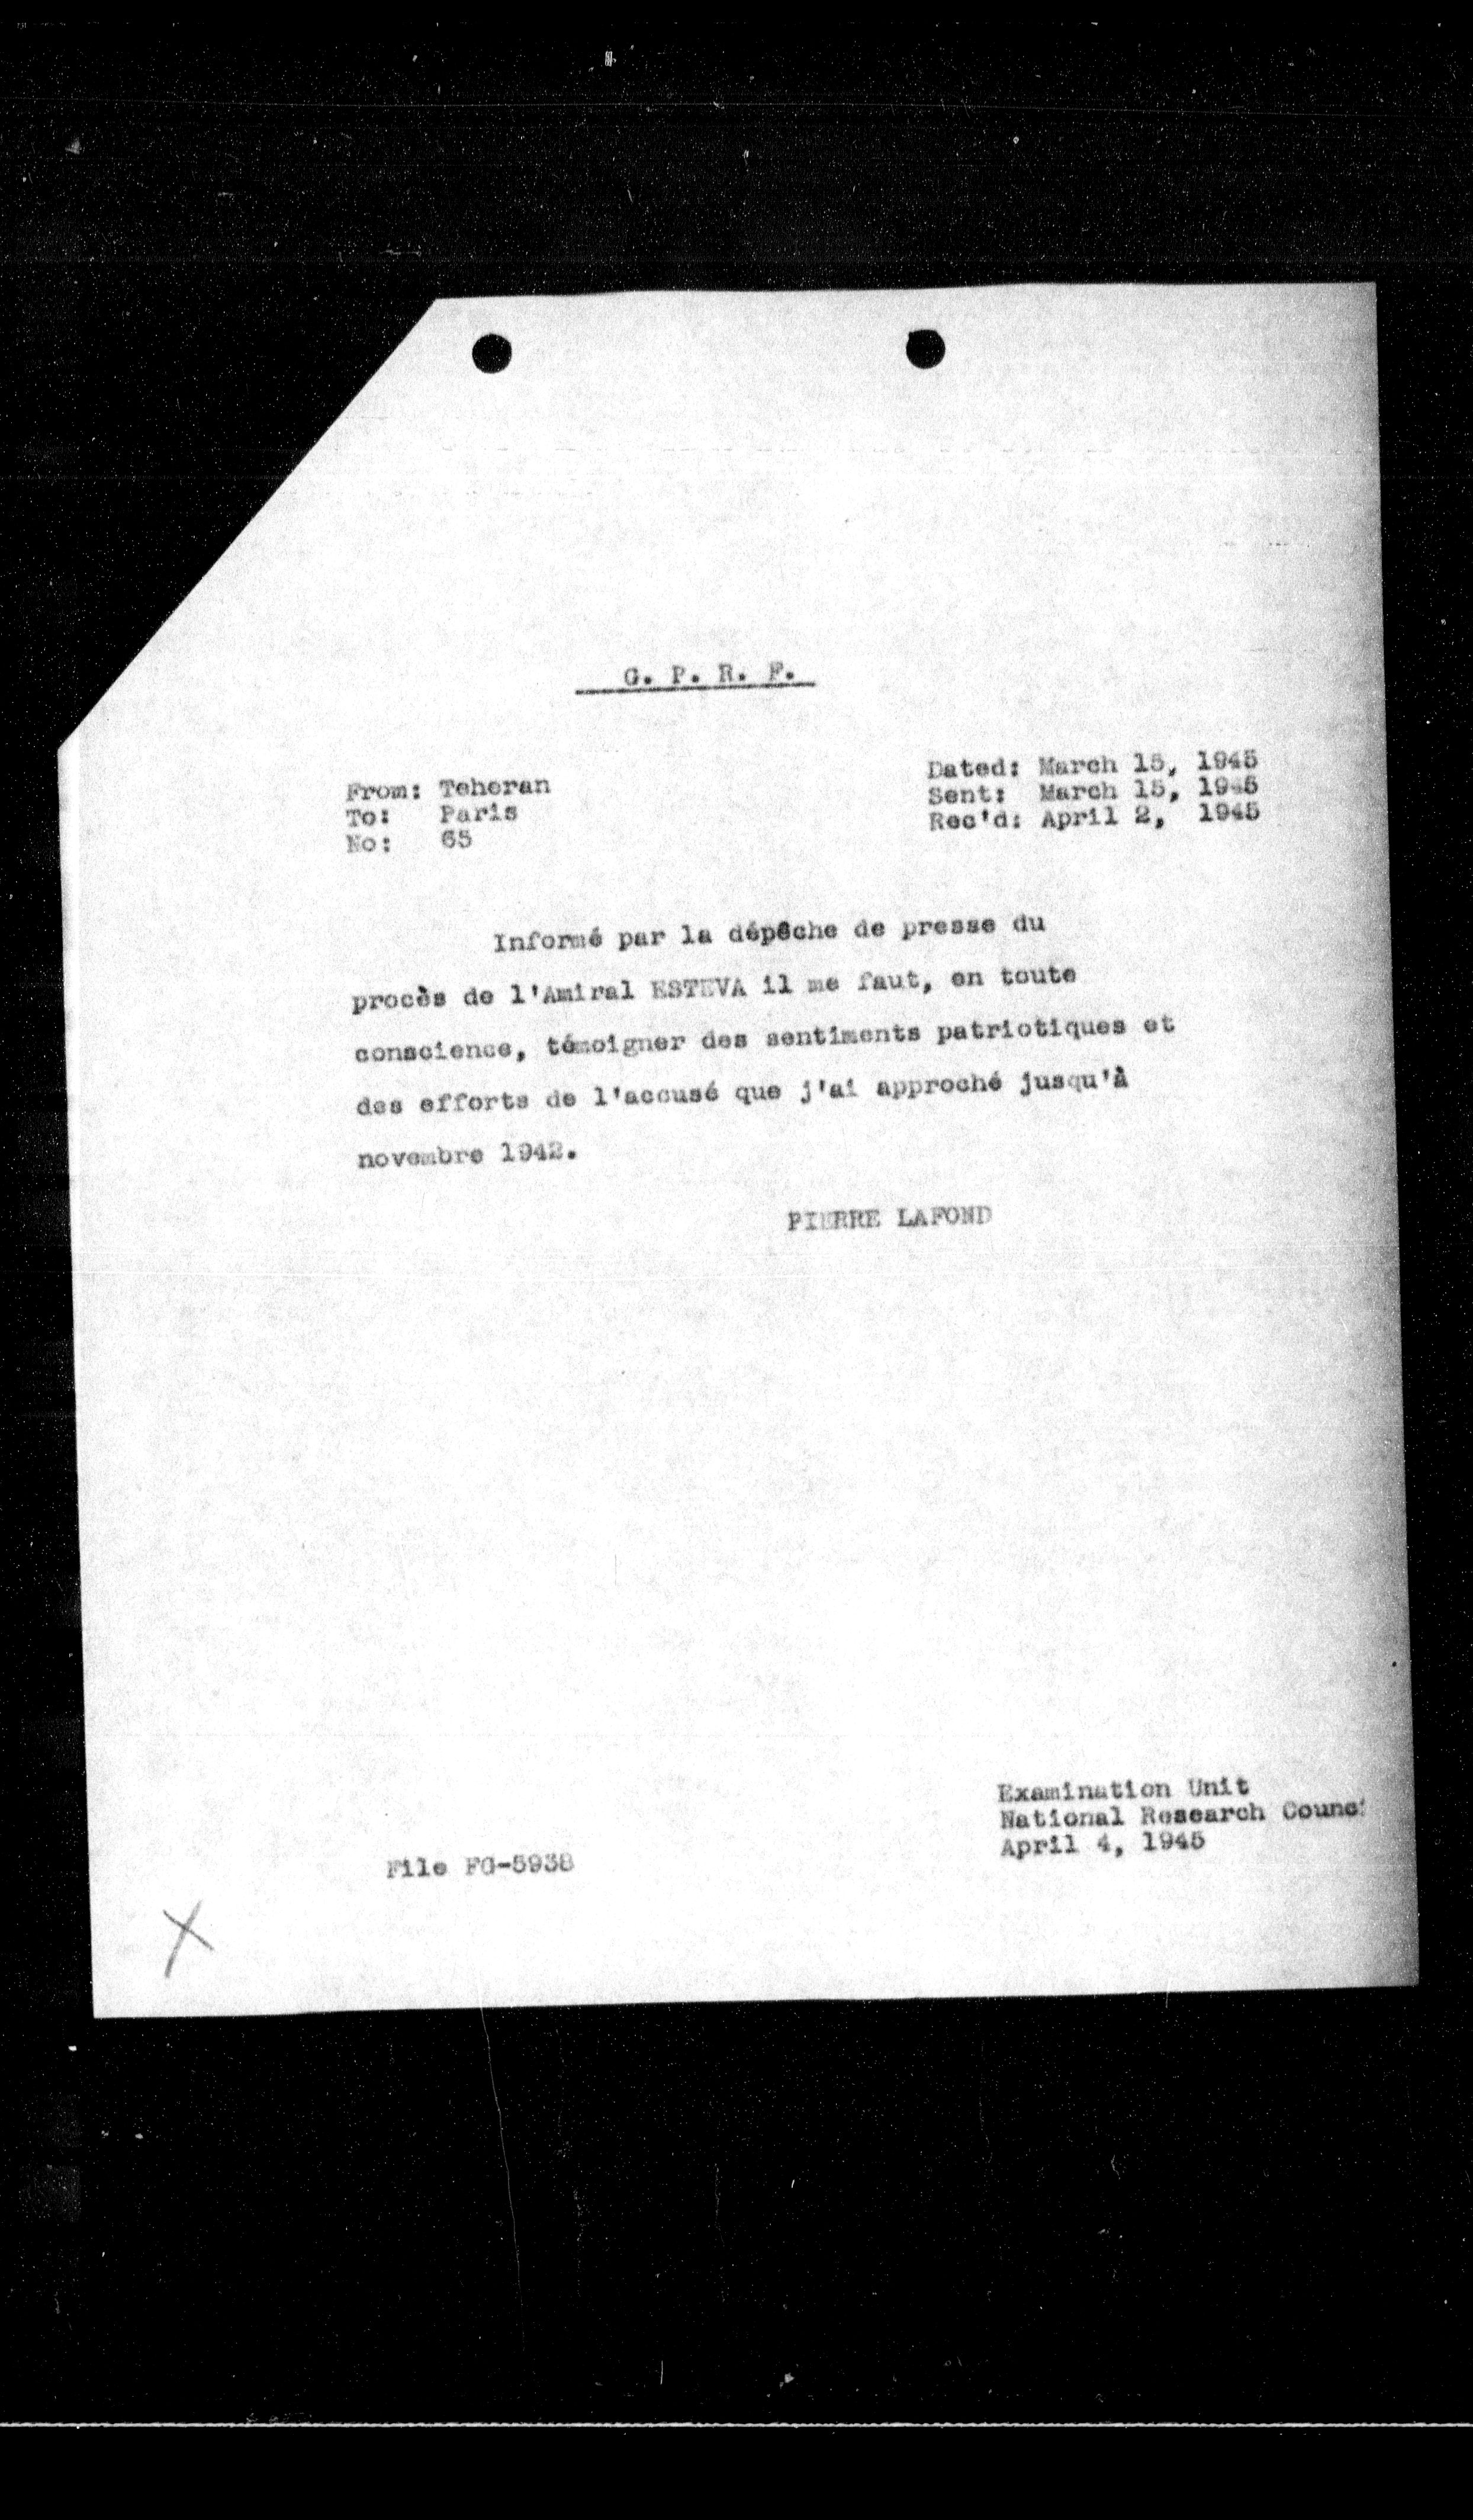 G. P. R. F.
From: Teheran
To: Paris
No: 65
Dated: March 15, 1945
Sent: March 15, 1945
Rec'd: April 2, 1945
Informé par la dépêche de presse du
procès de l'Amiral ESTEVA il me faut, en toute
conscience, témoigner des sentiments patriotiques et
des efforts de l'accusé que j'ai approché jusqu'à
novembre 1942.
PIERRE LAFOND
Examination Unit
National Research Counc
April 4, 1945
File FG-5938
X